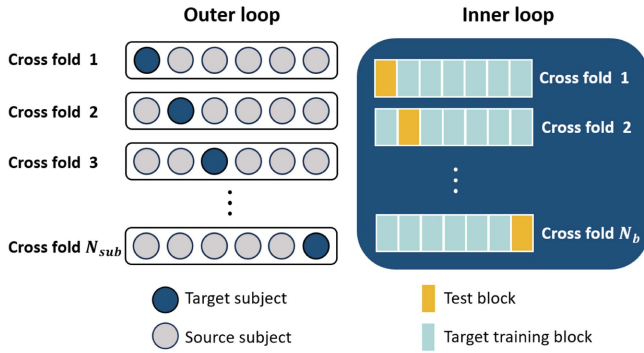 Outer loop
Inner loop
Cross fold 1
Cross fold 2
Cross fold 3
Cross fold N_sub
Cross fold 1
Cross fold 2
Cross fold N_b
Target subject
Source subject
Test block
Target training block